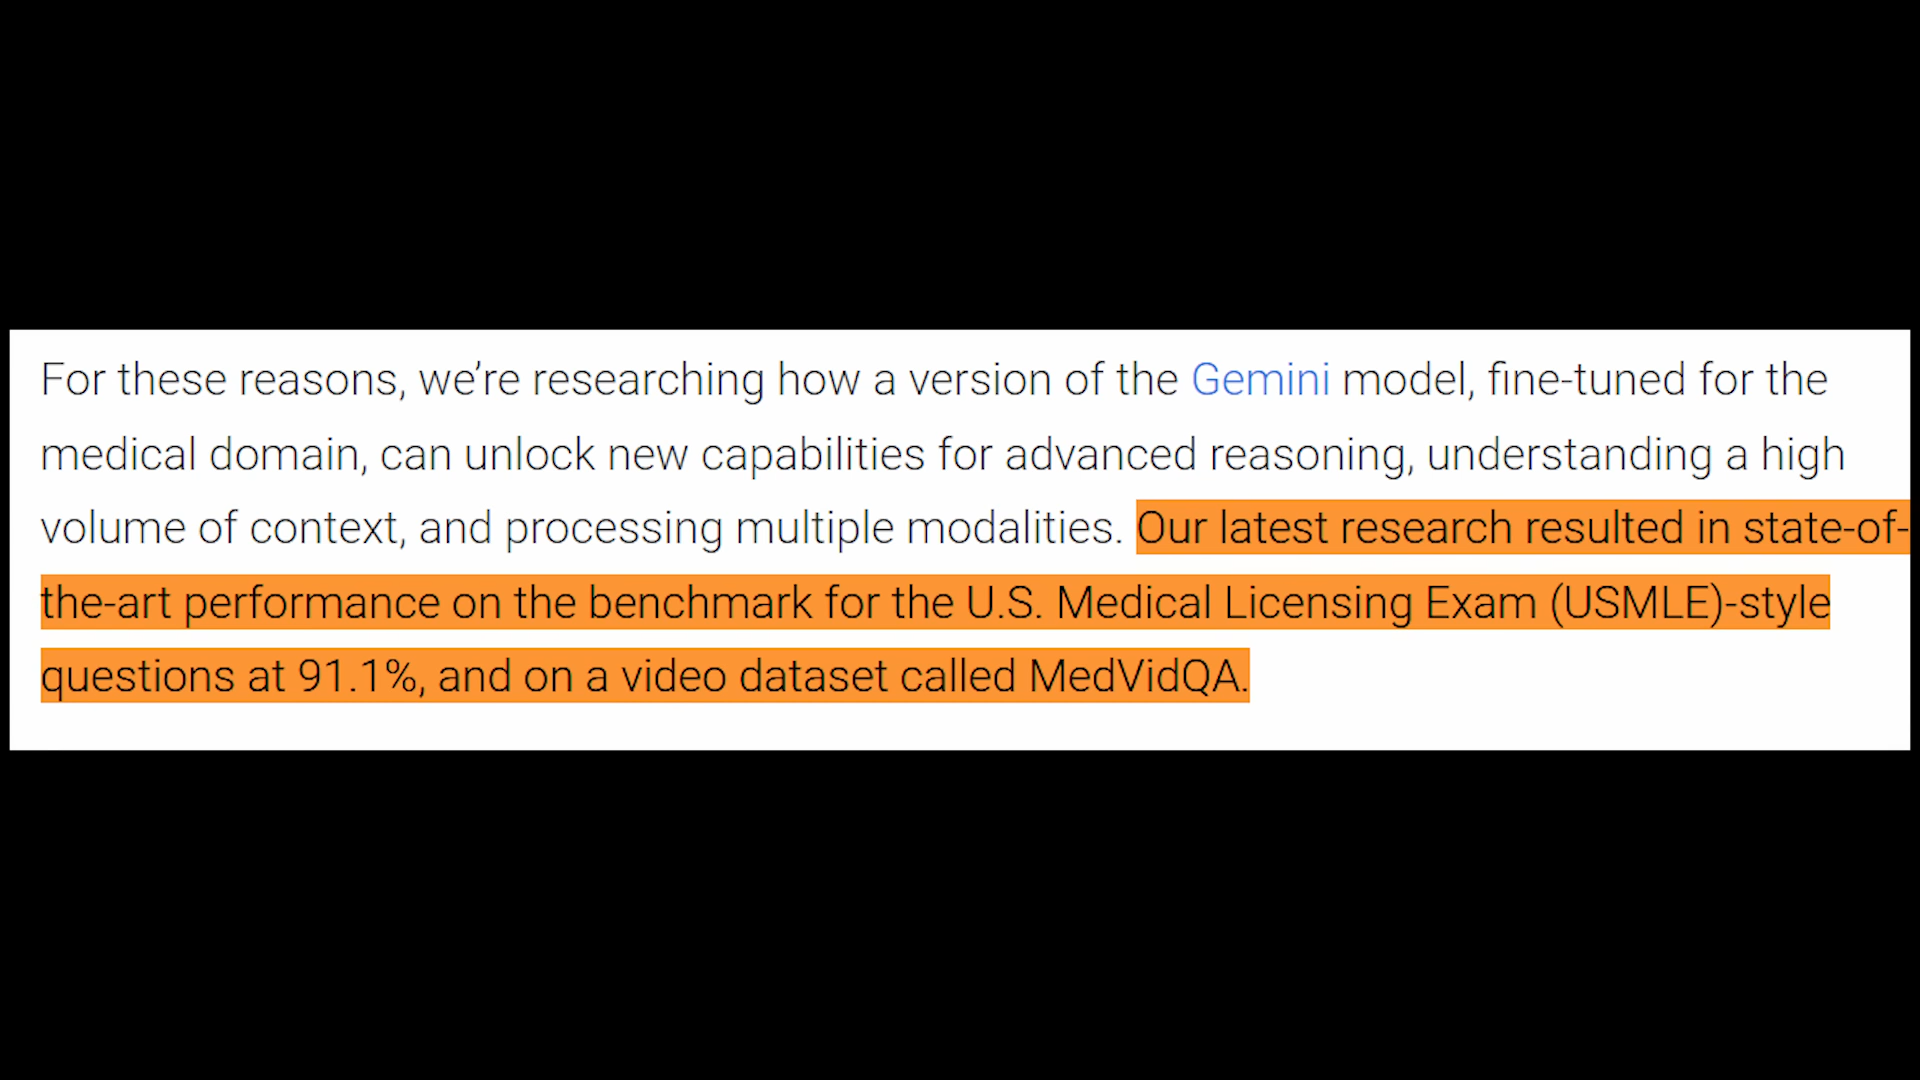 For these reasons, we’re researching how a version of the Gemini model, fine-tuned for the
medical domain, can unlock new capabilities for advanced reasoning, understanding a high
volume of context, and processing multiple modalities. Our latest research resulted in state-of-
the-art performance on the benchmark for the U.S. Medical Licensing Exam (USMLE)-style
questions at 91.1%, and on a video dataset called MedVidQA.